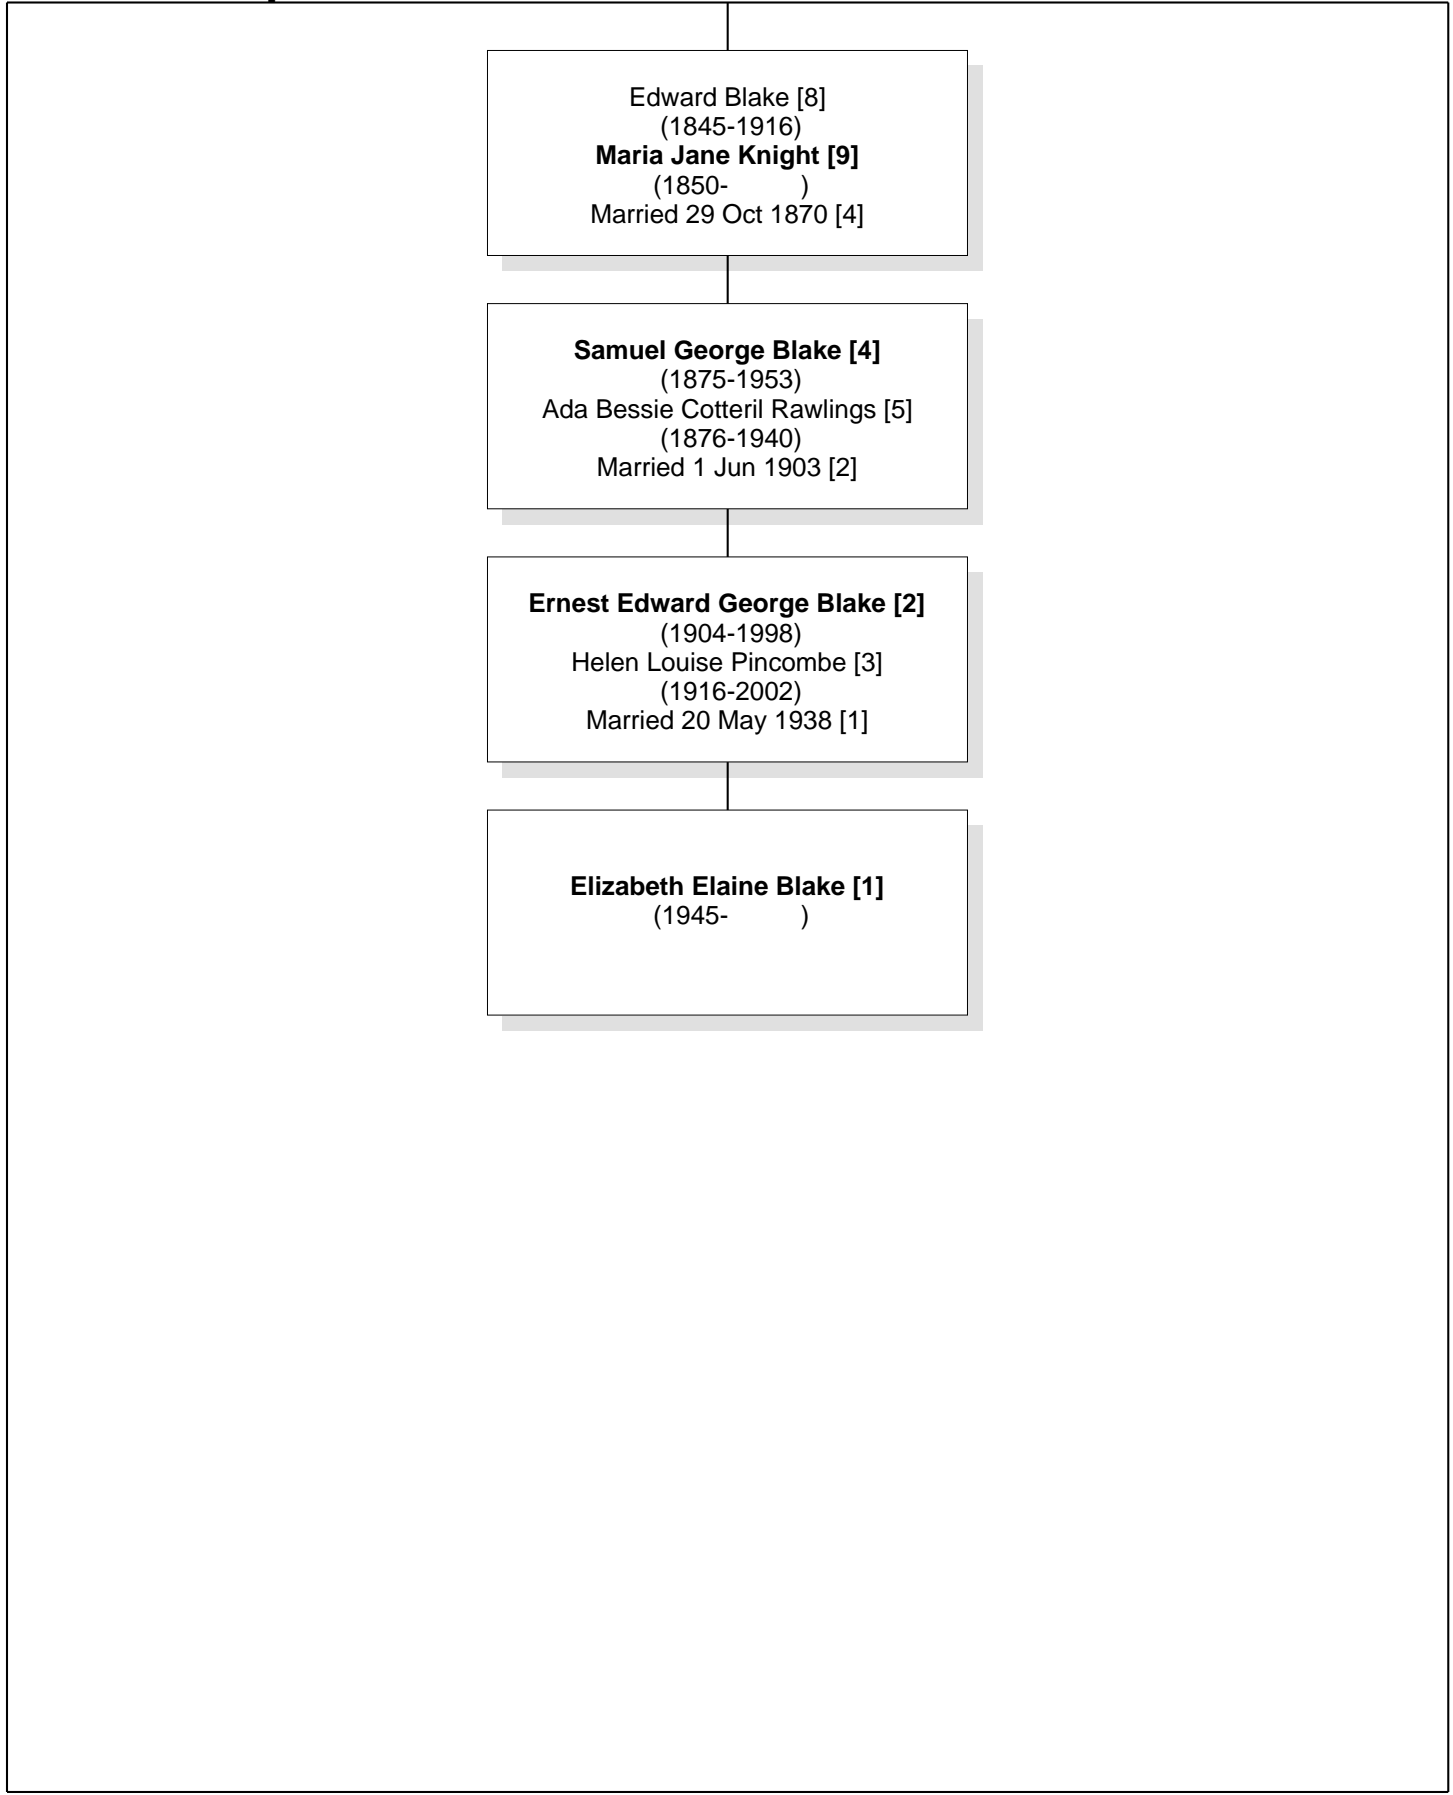 Edward Blake [8]
(1845-1916)
Maria Jane Knight [9]
(1850- )
Married 29 Oct 1870 [4]
Samuel George Blake [4]
(1875-1953)
Ada Bessie Cotteril Rawlings [5]
(1876-1940)
Married 1 Jun 1903 [2]
Ernest Edward George Blake [2]
(1904-1998)
Helen Louise Pincombe [3]
(1916-2002)
Married 20 May 1938 [1]
Elizabeth Elaine Blake [1]
(1945- )